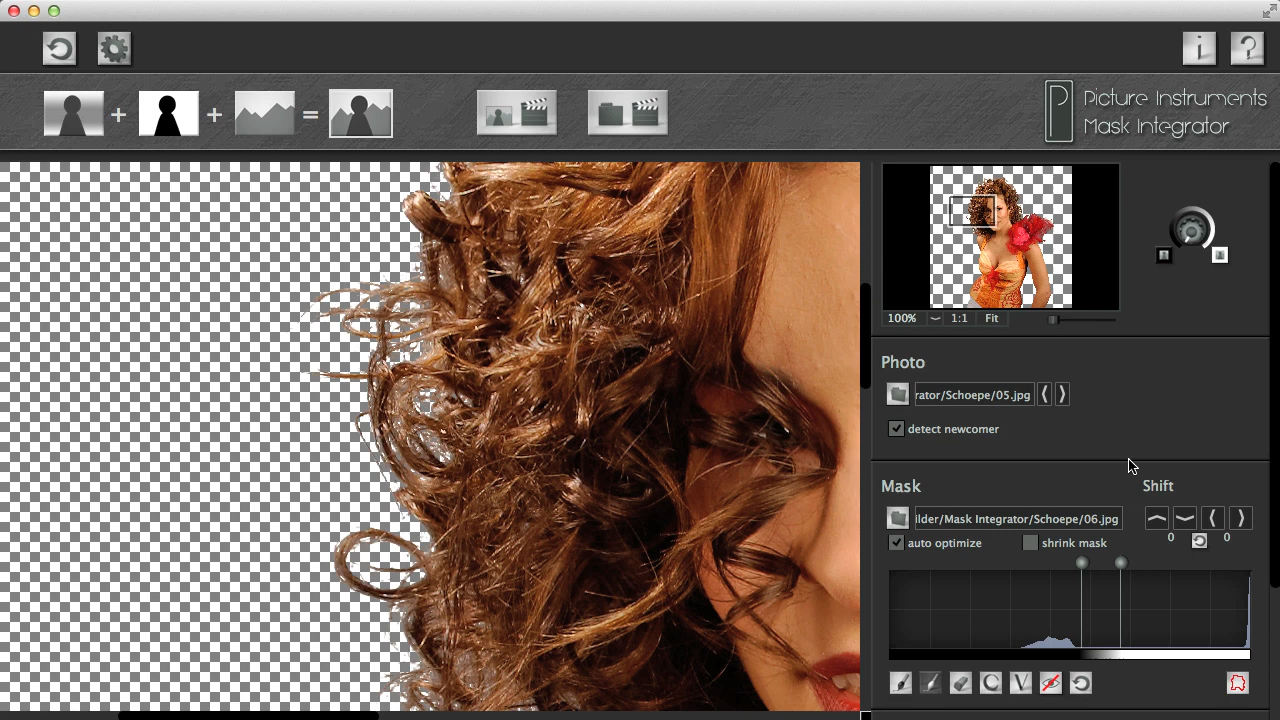 Picture Instruments
Mask Integrator
100%
1:1
Fit
Photo
rator/Schoepe/05.jpg
detect newcomer
Mask
Shift
ilder/Mask Integrator/Schoepe/06.jpg
auto optimize
shrink mask
0
0